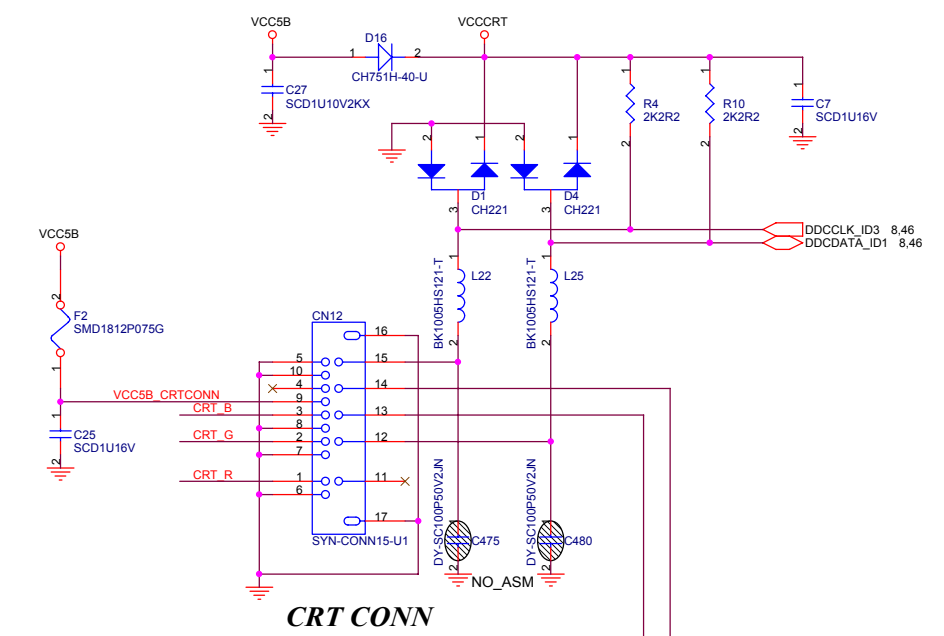 VCC5B
VCCCRT
D16
1
2
CH751H-40-U
1
C27
SCD1U10V2KX
2
1
R4
2K2R2
2
1
R10
2K2R2
2
1
C7
SCD1U16V
2
2
1
2
1
D1
CH221
D4
CH221
3
3
DDCCLK_ID3 8,46
DDCDATA_ID1 8,46
VCC5B
2
F2
SMD1812P075G
1
1
L22
BK1005HS121-T
2
1
L25
BK1005HS121-T
2
CN12
16
5
15
10
4
14
VCC5B_CRTCONN
9
CRT_B
3
13
8
CRT_G
2
12
7
CRT_R
1
11
6
17
SYN-CONN15-U1
1
C25
SCD1U16V
2
DY-SC100P50V2JN
C475
2
DY-SC100P50V2JN
C480
2
NO_ASM
CRT CONN